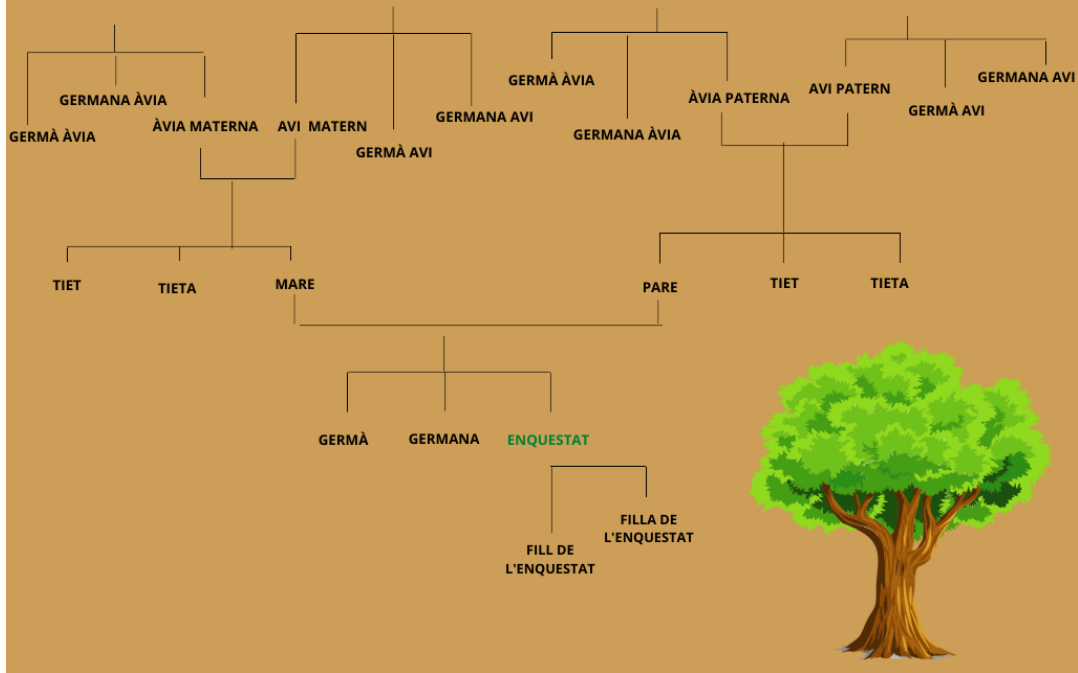 GERMANA ÀVIA
GERMÀ ÀVIA
ÀVIA MATERNA
AVI MATERN
GERMÀ AVI
GERMANA AVI
GERMÀ ÀVIA
GERMANA ÀVIA
ÀVIA PATERNA
AVI PATERN
GERMÀ AVI
GERMANA AVI
TIET
TIETA
MARE
PARE
TIET
TIETA
GERMÀ
GERMANA
ENQUESTAT
FILL DE
L'ENQUESTAT
FILLA DE
L'ENQUESTAT